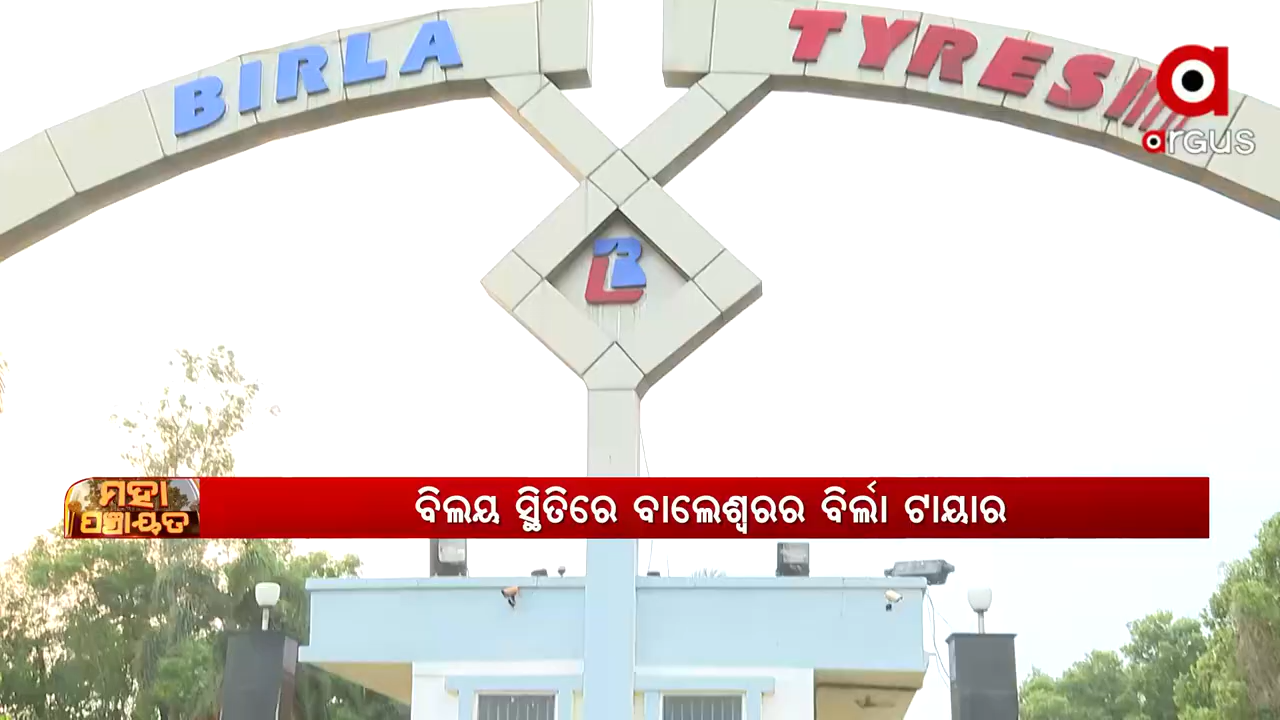 BIRLA TYRES
argus
ମହା
ପଞ୍ଚାୟତ
ବିଲୟ ସ୍ଥିତିରେ ବାଲେଶ୍ୱରର ବିର୍ଲା ଟାୟାର